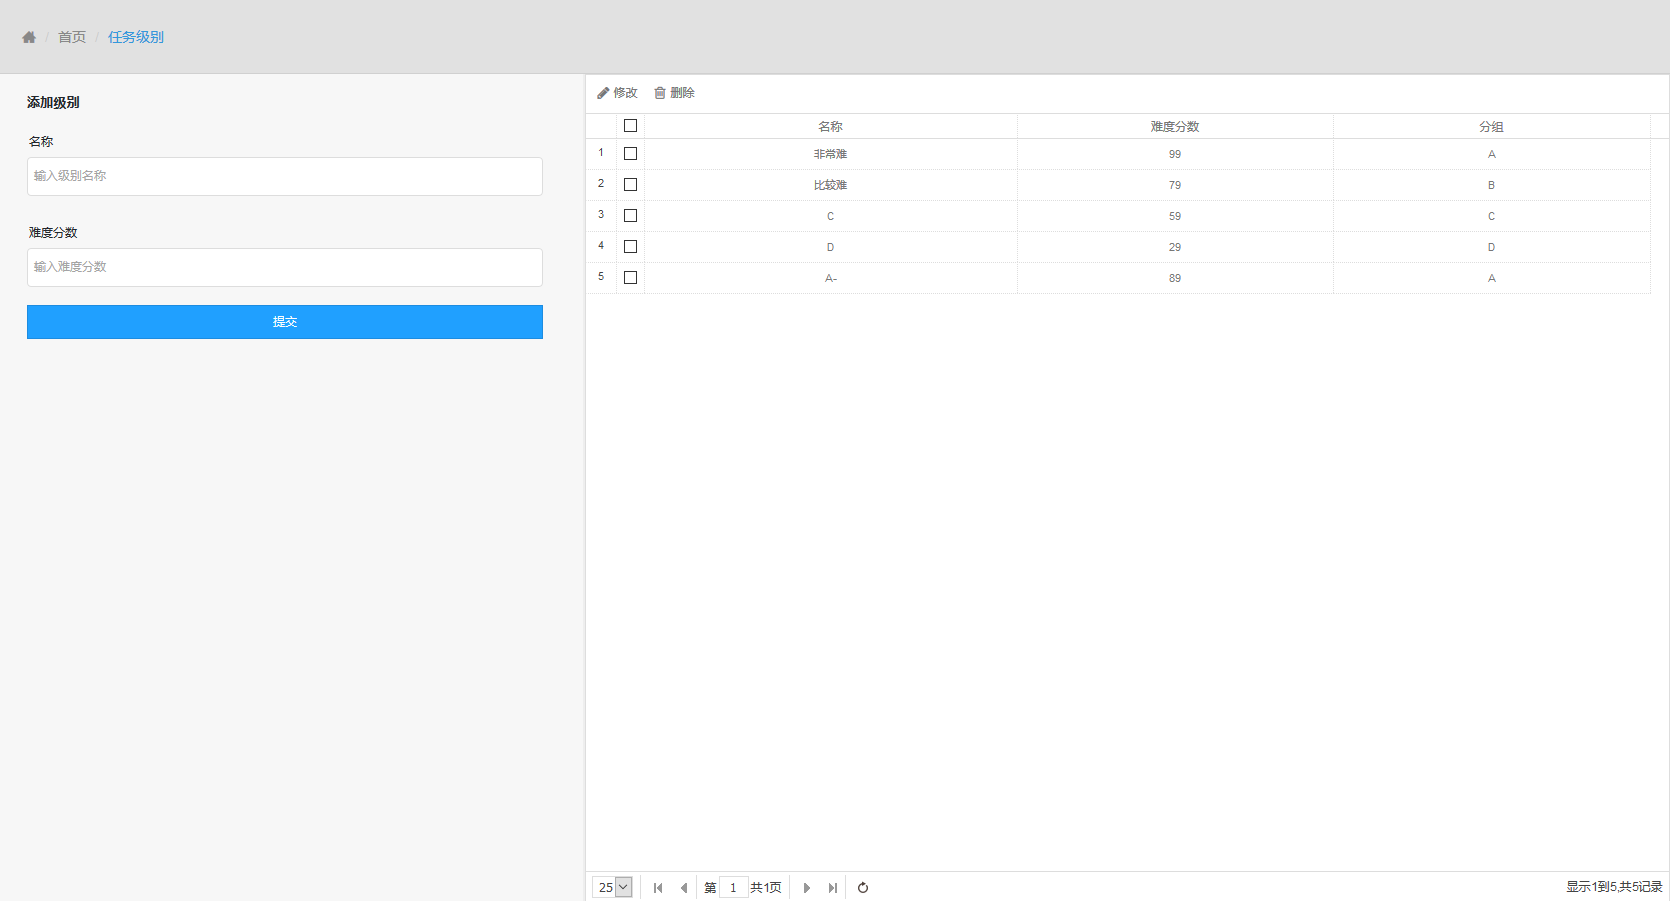 / 首页 / 任务级别
添加级别
名称
输入级别名称
难度分数
输入难度分数
提交
修改 删除
名称 难度分数 分组
1 非常难 99 A
2 比较难 79 B
3 C 59 C
4 D 29 D
5 A- 89 A
25 第 1 共1页 显示1到5,共5记录